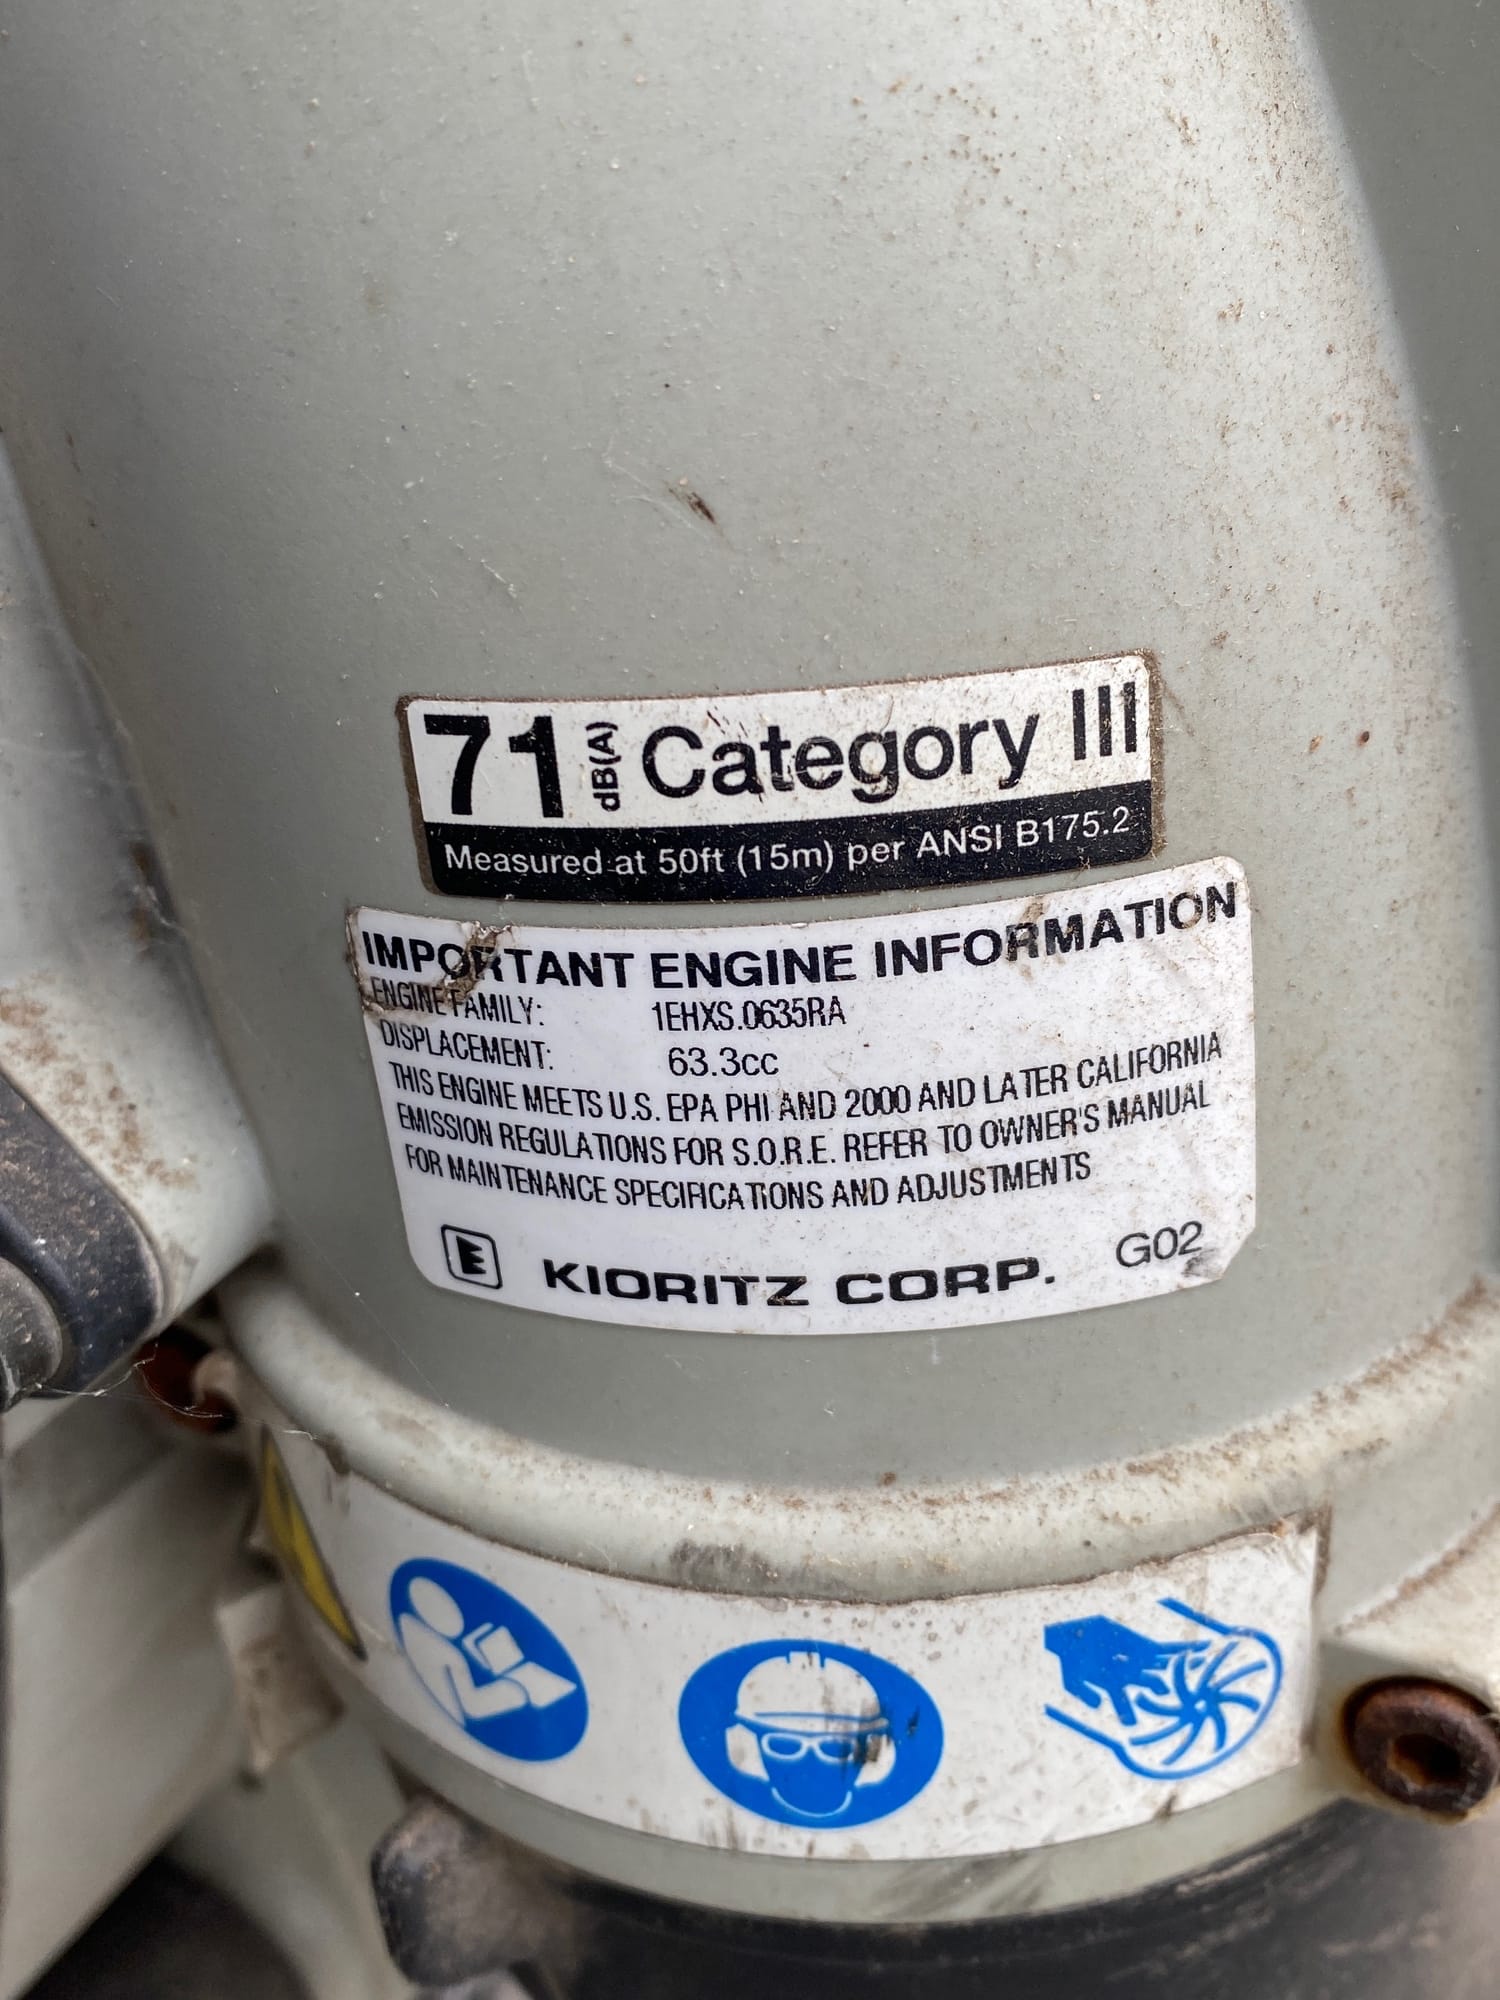 71 dB(A) Category III
Measured at 50ft (15m) per ANSI B175.2
IMPORTANT ENGINE INFORMATION
ENGINE FAMILY: 1EHXS.0635RA
DISPLACEMENT: 63.3cc
THIS ENGINE MEETS U.S. EPA PHI AND 2000 AND LATER CALIFORNIA
EMISSION REGULATIONS FOR S.O.R.E. REFER TO OWNER'S MANUAL
FOR MAINTENANCE SPECIFICATIONS AND ADJUSTMENTS
E KIORITZ CORP. G02